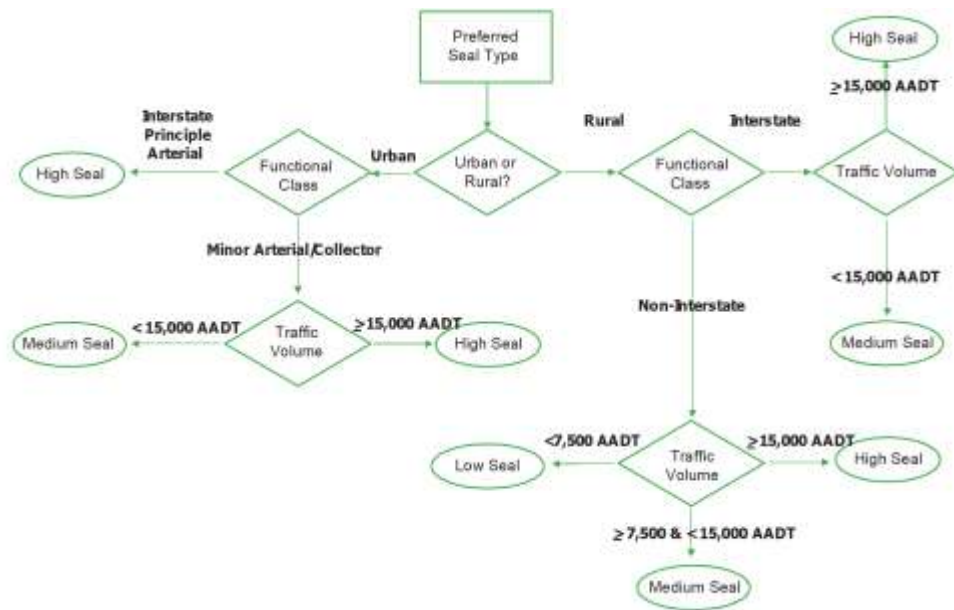 Preferred
Seal Type
High Seal
≥15,000 AADT
Interstate
Principle
Arterial
Rural
Interstate
High Seal
Functional
Class
Urban
Urban or
Rural?
Functional
Class
Traffic Volume
Minor Arterial/Collector
<15,000 AADT
Non-Interstate
Medium Seal
<15,000 AADT
Traffic
Volume
≥15,000 AADT
High Seal
Medium Seal
<7,500 AADT
≥15,000 AADT
Low Seal
Traffic
Volume
High Seal
≥7,500 & <15,000 AADT
Medium Seal